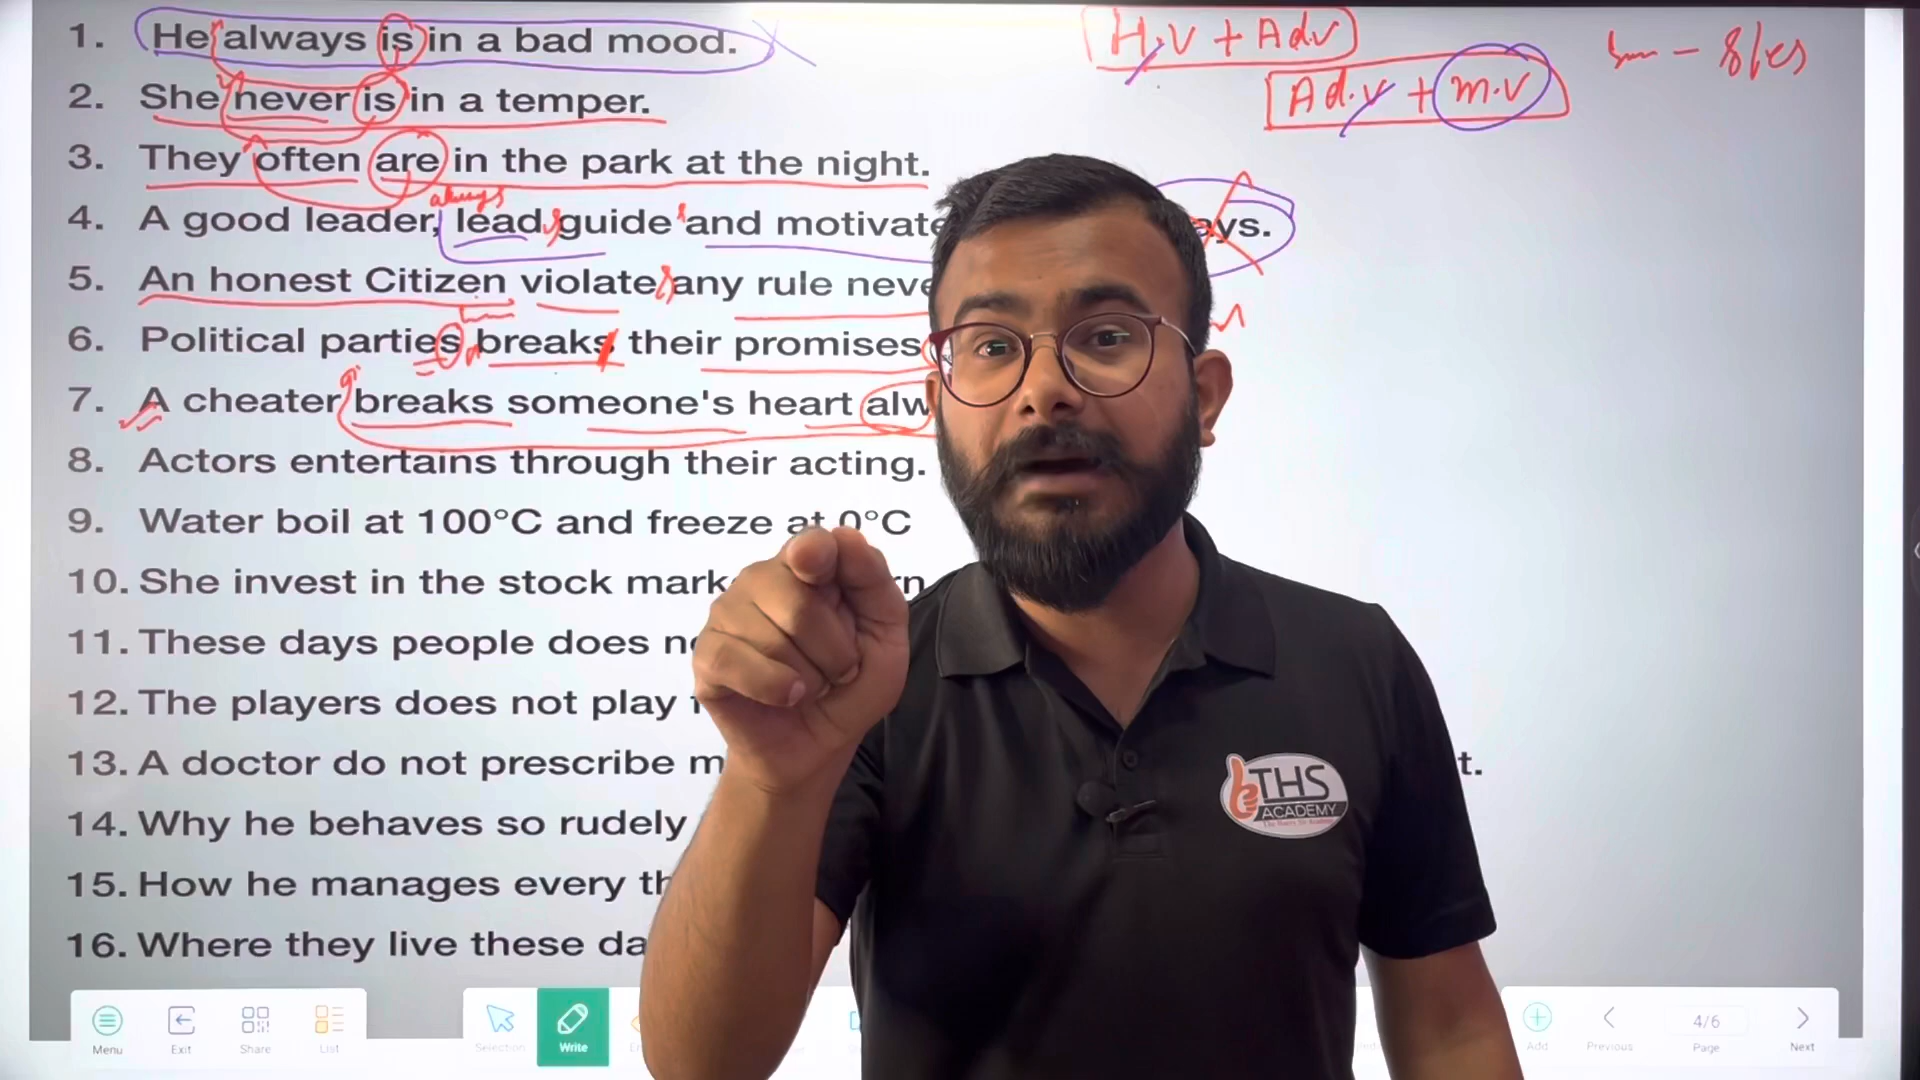 1. He always is in a bad mood.
H.V + Adv
Sin - s/es
2. She never is in a temper.
Ad.v + m.v
3. They often are in the park at the night.
always
4. A good leader, lead guide and motivate
5. An honest Citizen violate any rule
6. Political parties breaks their promises
7. A cheater breaks someone's heart
8. Actors entertains through their acting.
9. Water boil at 100°C and freeze at 0°C
10. She invest in the stock
11. These days people does
12. The players does not play
13. A doctor do not prescribe
14. Why he behaves so rudely
15. How he manages every
16. Where they live these
THS
ACADEMY
Menu Exit Share List Selection Write Add Previous 4/6 Page Next